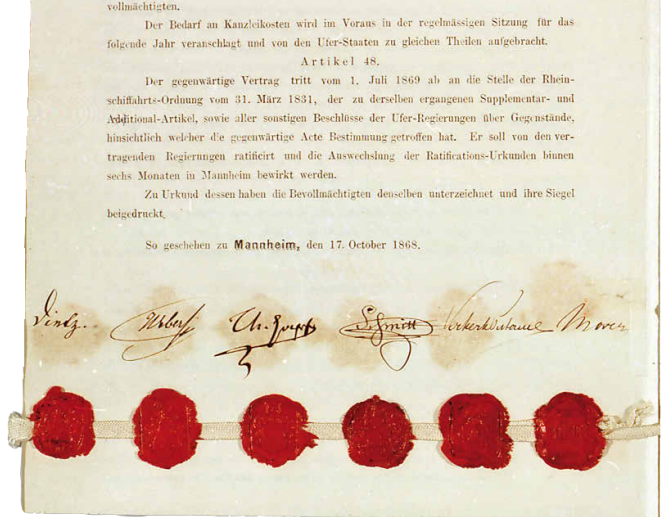 vollmächtigten.
Der Bedarf an Kanzleikosten wird im Voraus in der regelmässigen Sitzung für das
folgende Jahr veranschlagt und von den Ufer-Staaten zu gleichen Theilen aufgebracht.
Artikel 48.
Der gegenwärtige Vertrag tritt vom 1. Juli 1869 ab an die Stelle der Rhein-
schiffahrts-Ordnung vom 31. März 1831, der zu derselben ergangenen Supplementar- und
Additional-Artikel, sowie aller sonstigen Beschlüsse der Ufer-Regierungen über Gegenstände,
hinsichtlich welcher die gegenwärtige Acte Bestimmung getroffen hat. Er soll von den ver-
tragenden Regierungen ratificirt und die Auswechslung der Ratifications-Urkunden binnen
sechs Monaten in Mannheim bewirkt werden.
Zu Urkund dessen haben die Bevollmächtigten denselben unterzeichnet und ihre Siegel
beigedruckt.
So geschehen zu Mannheim, den 17. October 1868.
Dietz. Weber Schmitt Moser